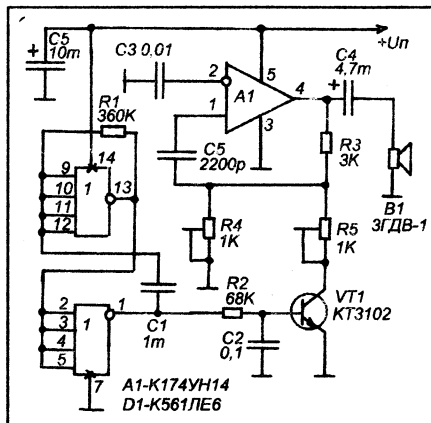 C5
10m
+
C3 0,01
+Uп
R1
360K
2
1
A1
5
4
3
+
C4
4,7m
C5
2200p
R3
3K
14
9
10
11
12
1
13
R4
1K
R5
1K
B1
3ГДВ-1
2
3
4
5
1
1
7
C1
1m
R2
68K
C2
0,1
VT1
KT3102
A1-К174УН14
D1-К561ЛЕ6